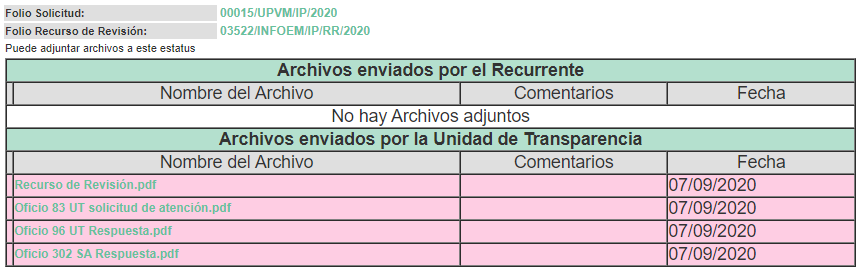 Folio Solicitud: 00015/UPVM/IP/2020
Folio Recurso de Revisión: 03522/INFOEM/IP/RR/2020
Puede adjuntar archivos a este estatus
Archivos enviados por el Recurrente
Nombre del Archivo Comentarios Fecha
No hay Archivos adjuntos
Archivos enviados por la Unidad de Transparencia
Nombre del Archivo Comentarios Fecha
Recurso de Revisión.pdf 07/09/2020
Oficio 83 UT solicitud de atención.pdf 07/09/2020
Oficio 96 UT Respuesta.pdf 07/09/2020
Oficio 302 SA Respuesta.pdf 07/09/2020